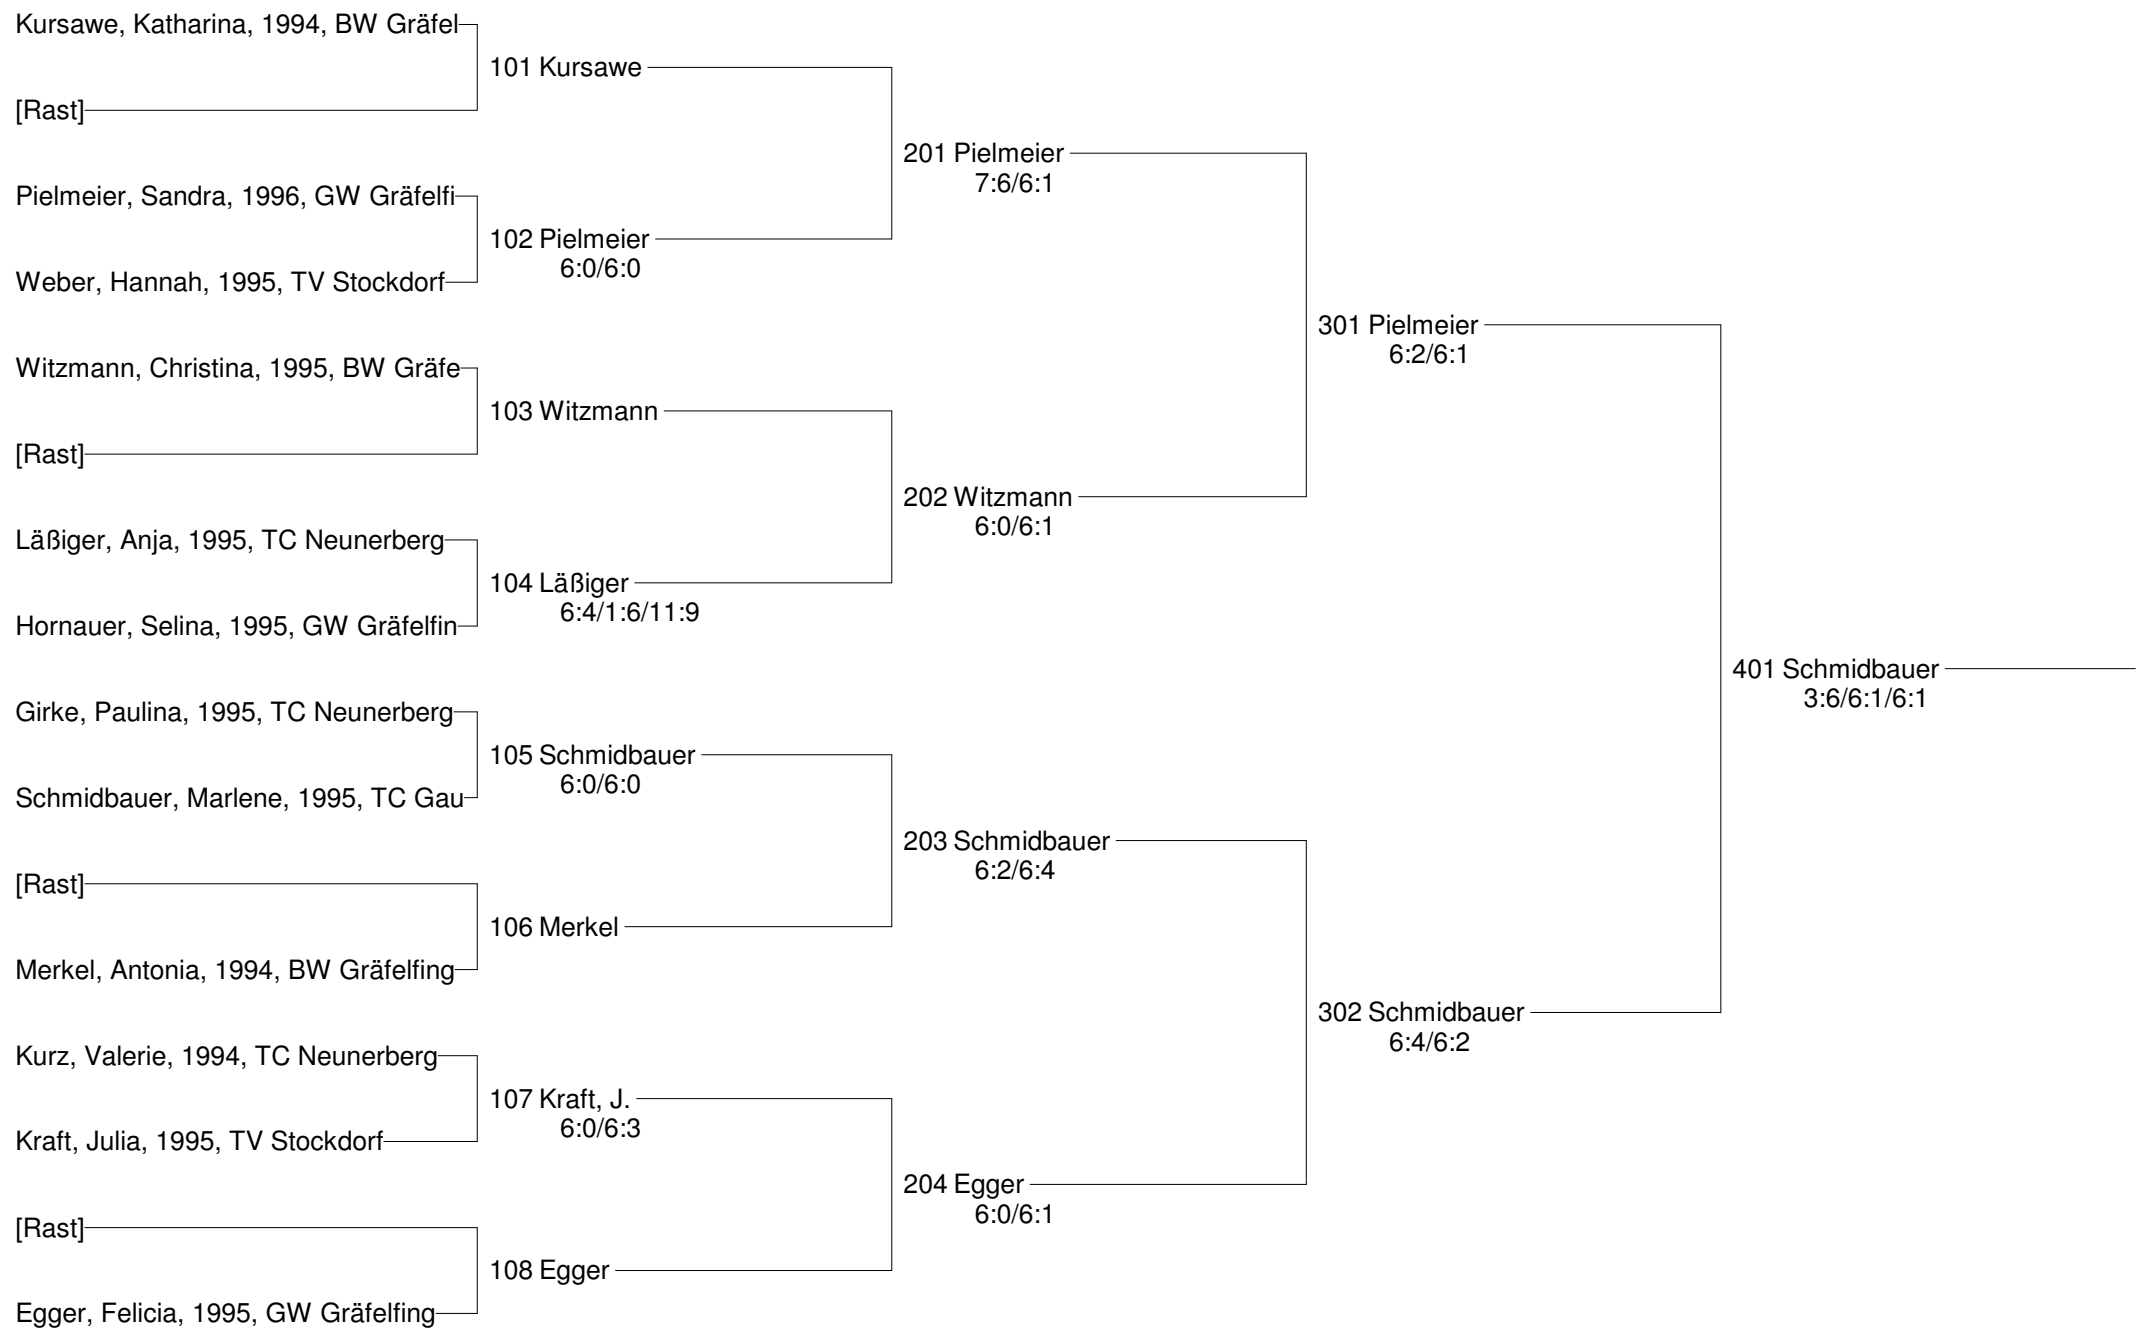 Kursawe, Katharina, 1994, BW Gräfel
101 Kursawe
[Rast]
201 Pielmeier
7:6/6:1
Pielmeier, Sandra, 1996, GW Gräfelfi
102 Pielmeier
6:0/6:0
Weber, Hannah, 1995, TV Stockdorf
301 Pielmeier
6:2/6:1
Witzmann, Christina, 1995, BW Gräfe
103 Witzmann
[Rast]
202 Witzmann
6:0/6:1
Läßiger, Anja, 1995, TC Neunerberg
104 Läßiger
6:4/1:6/11:9
Hornauer, Selina, 1995, GW Gräfelfin
401 Schmidbauer
3:6/6:1/6:1
Girke, Paulina, 1995, TC Neunerberg
105 Schmidbauer
6:0/6:0
Schmidbauer, Marlene, 1995, TC Gau
203 Schmidbauer
6:2/6:4
[Rast]
106 Merkel
Merkel, Antonia, 1994, BW Gräfelfing
302 Schmidbauer
6:4/6:2
Kurz, Valerie, 1994, TC Neunerberg
107 Kraft, J.
6:0/6:3
Kraft, Julia, 1995, TV Stockdorf
204 Egger
6:0/6:1
[Rast]
108 Egger
Egger, Felicia, 1995, GW Gräfelfing